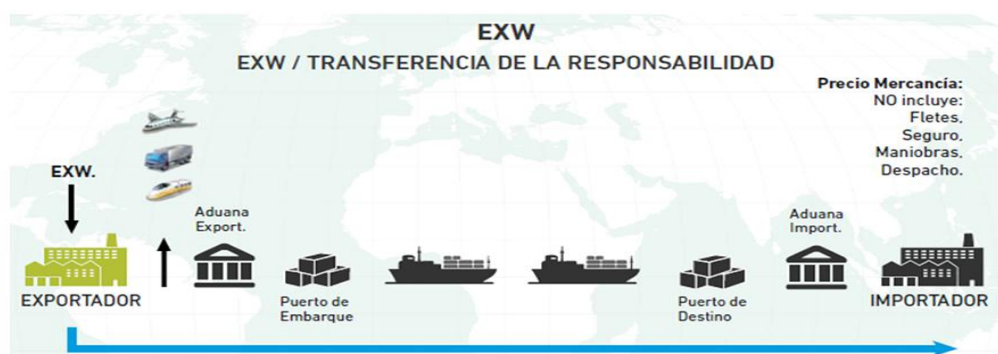 EXW
EXW / TRANSFERENCIA DE LA RESPONSABILIDAD
Precio Mercancía:
NO incluye:
Fletes,
Seguro,
Maniobras,
Despacho.
EXW.
Aduana
Export.
Aduana
Import.
EXPORTADOR
Puerto de
Embarque
Puerto de
Destino
IMPORTADOR